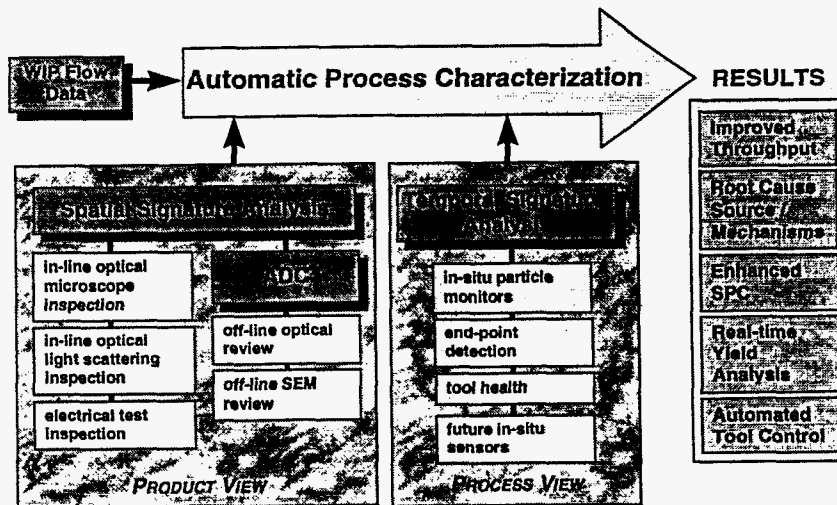 WIP Flow
Data
Automatic Process Characterization
RESULTS
Improved
Throughput
Root Cause
Source /
Mechanisms
Enhanced
SPC
Real-time
Yield
Analysis
Automated
Tool Control
Spatial Signature Analysis
in-line optical
microscope
inspection
in-line optical
light scattering
inspection
electrical test
inspection
ADC
off-line optical
review
off-line SEM
review
PRODUCT VIEW
Temporal Signature
Analysis
in-situ particle
monitors
end-point
detection
tool health
future in-situ
sensors
PROCESS VIEW